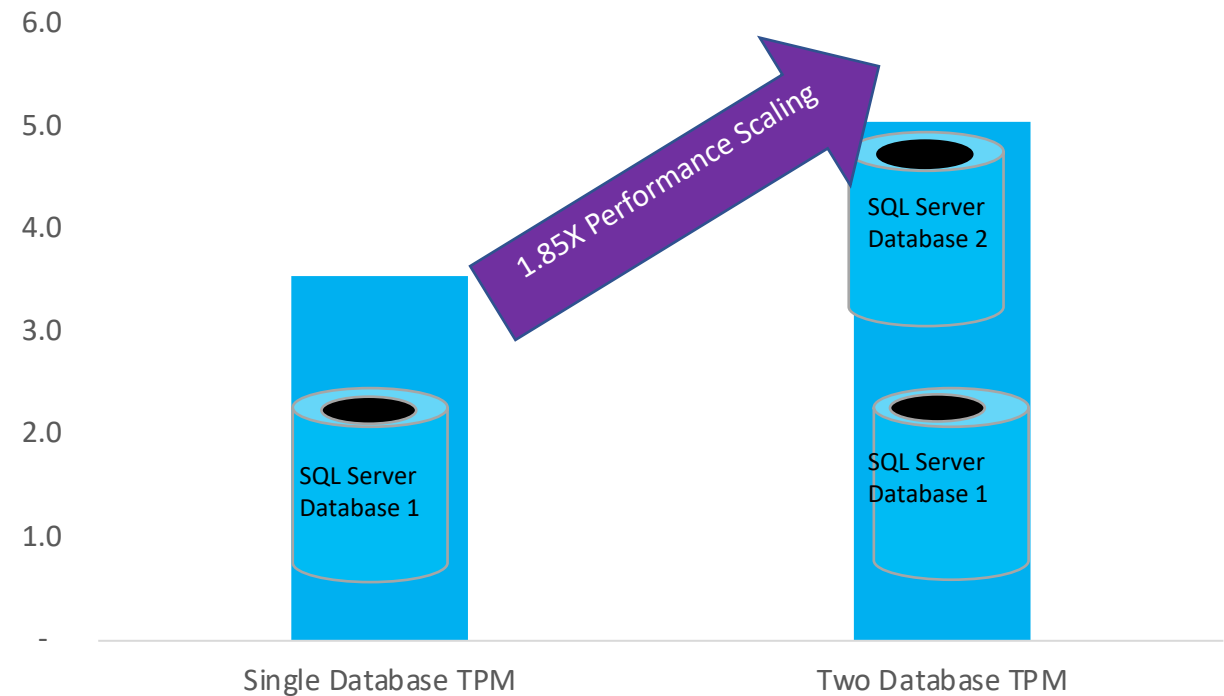 6.0
5.0
4.0
3.0
2.0
1.0
-
1.85X Performance Scaling
SQL Server
Database 1
SQL Server
Database 2
SQL Server
Database 1
Single Database TPM
Two Database TPM